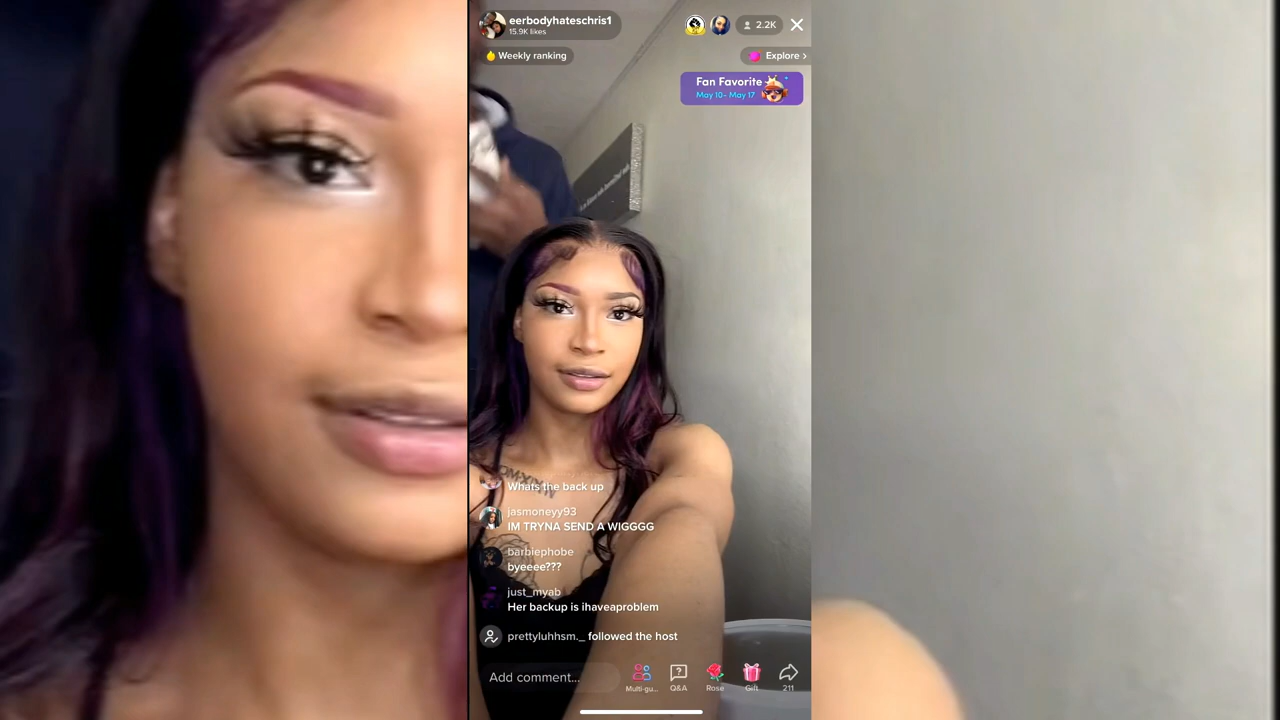 eerbodyhateschris1
15.9K likes
2.2K
Weekly ranking
Explore ›
Fan Favorite
May 10- May 17
Whats the back up
jasmoneyy93
IM TRYNA SEND A WIGGGG
barbiephobe
byeeee???
just_myab
Her backup is ihaveaproblem
prettyluhhsm._ followed the host
Add comment...
Multi-gu...
Q&A
Rose
Gift
211